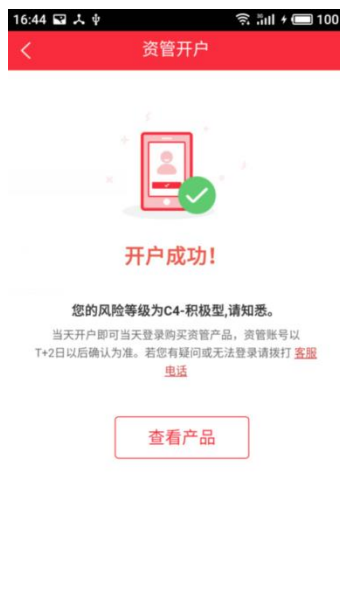 16:44 100
资管开户
开户成功!
您的风险等级为C4-积极型,请知悉。
当天开户即可当天登录购买资管产品，资管账号以
T+2日以后确认为准。若您有疑问或无法登录请拨打 客服
电话
查看产品